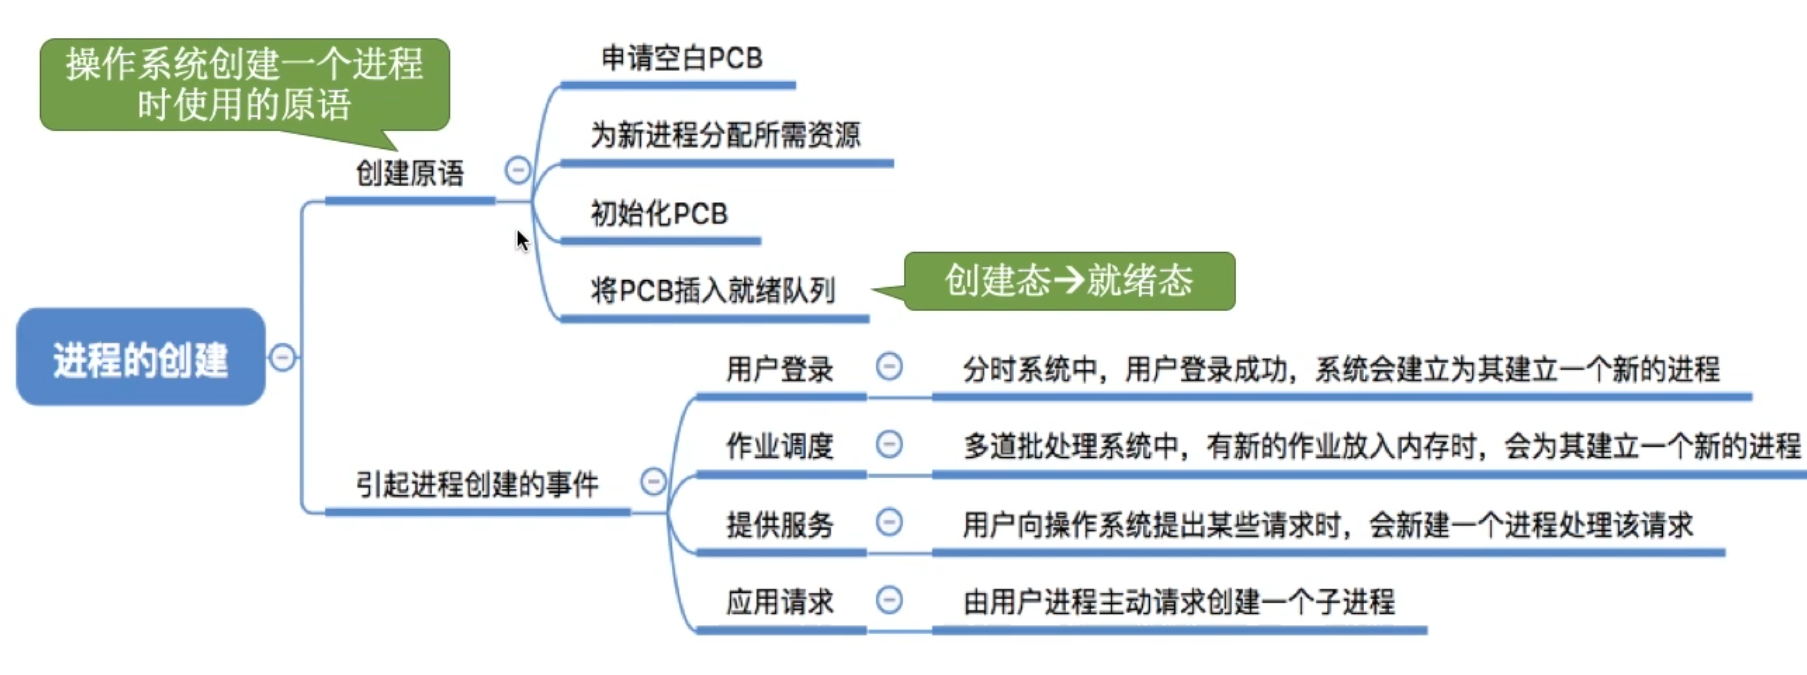 操作系统创建一个进程
时使用的原语
申请空白PCB
为新进程分配所需资源
创建原语
初始化PCB
将PCB插入就绪队列
创建态→就绪态
进程的创建
用户登录
分时系统中，用户登录成功，系统会建立为其建立一个新的进程
作业调度
多道批处理系统中，有新的作业放入内存时，会为其建立一个新的进程
引起进程创建的事件
提供服务
用户向操作系统提出某些请求时，会新建一个进程处理该请求
应用请求
由用户进程主动请求创建一个子进程